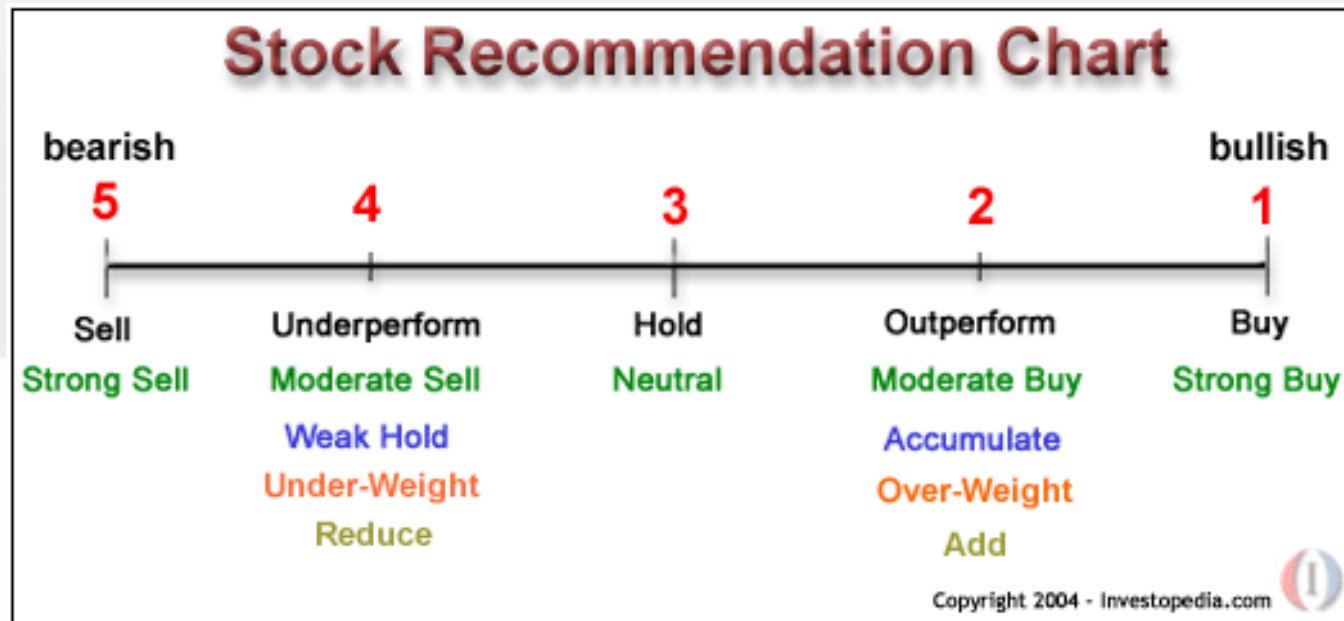 Stock Recommendation Chart
bearish bullish
5 4 3 2 1
Sell Underperform Hold Outperform Buy
Strong Sell Moderate Sell Neutral Moderate Buy Strong Buy
Weak Hold Accumulate
Under-Weight Over-Weight
Reduce Add
Copyright 2004 - Investopedia.com
I